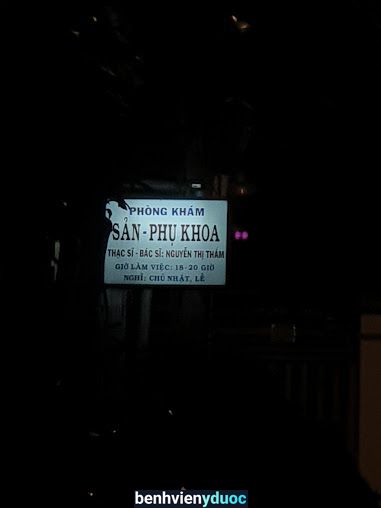 PHÒNG KHÁM
SẢN - PHỤ KHOA
THẠC SĨ - BÁC SĨ: NGUYỄN THỊ THẮM
GIỜ LÀM VIỆC: 18 - 20 GIỜ
NGHỈ: CHỦ NHẬT, LỄ
benhvienyduoc